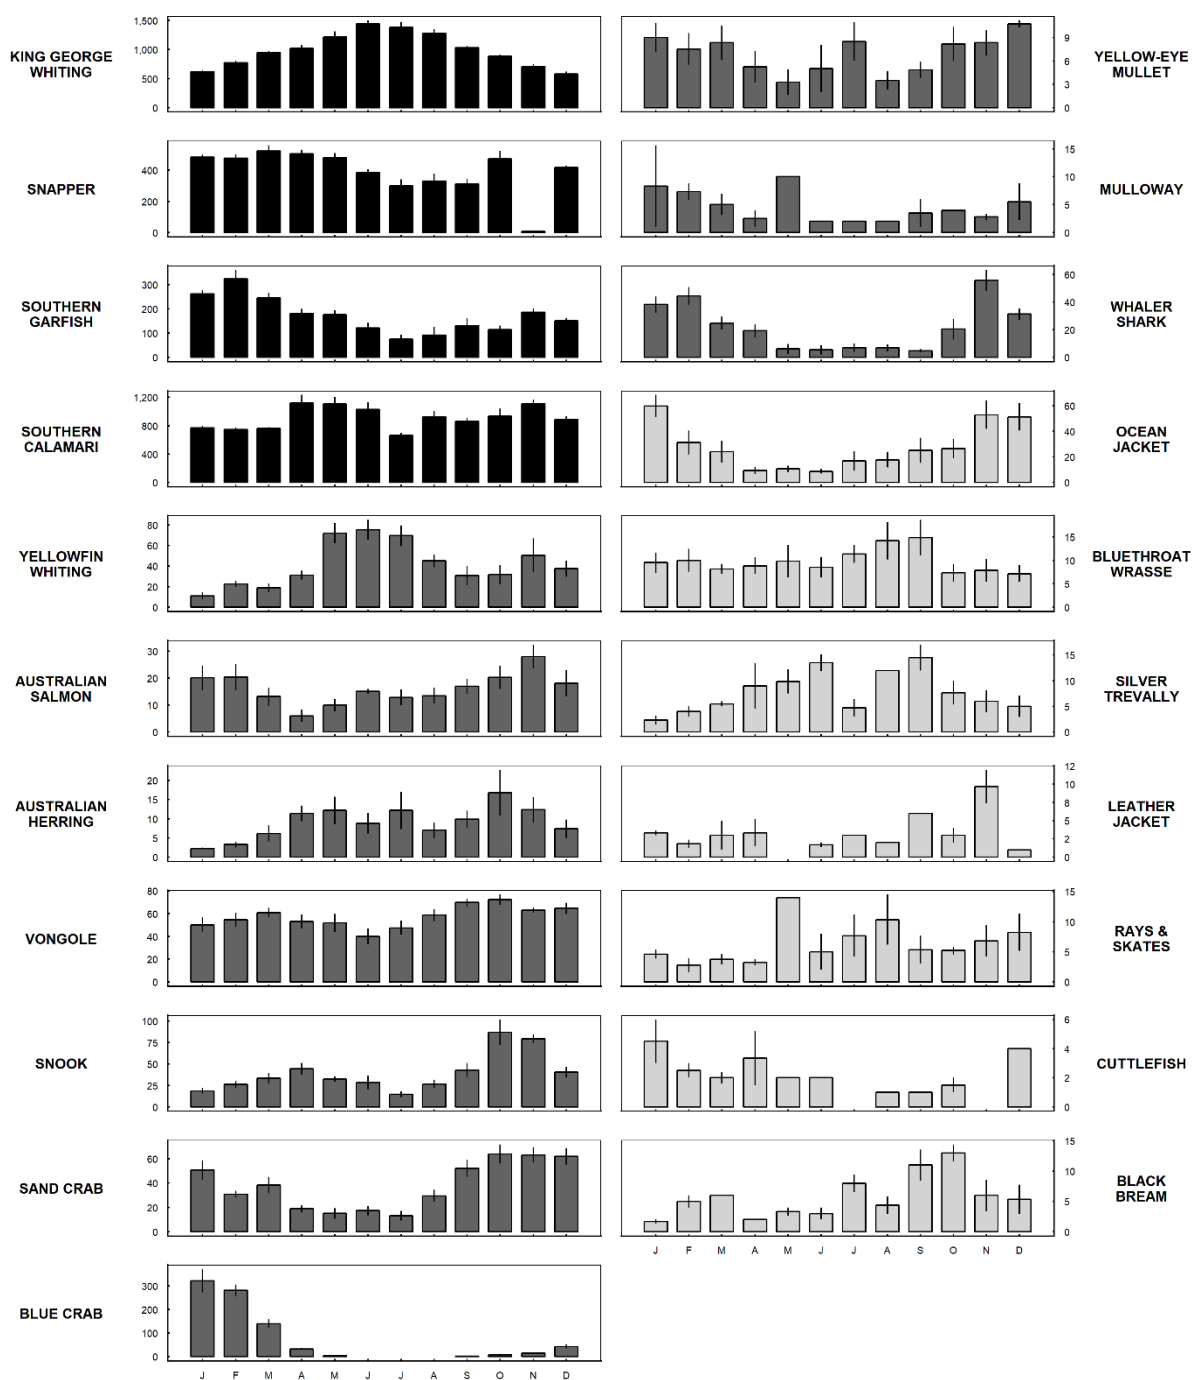 KING GEORGE
WHITING
1,500
1,000
500
0
9
6
3
0
YELLOW-EYE
MULLET
SNAPPER
400
200
0
15
10
5
0
MULLOWAY
SOUTHERN
GARFISH
300
200
100
0
60
40
20
0
WHALER
SHARK
SOUTHERN
CALAMARI
1,200
800
400
0
60
40
20
0
OCEAN
JACKET
YELLOWFIN
WHITING
80
60
40
20
0
15
10
5
0
BLUETHROAT
WRASSE
AUSTRALIAN
SALMON
30
20
10
0
15
10
5
0
SILVER
TREVALLY
AUSTRALIAN
HERRING
20
15
10
5
0
12
10
8
5
2
0
LEATHER
JACKET
VONGOLE
80
60
40
20
0
15
10
5
0
RAYS &
SKATES
SNOOK
100
75
50
25
0
6
4
2
0
CUTTLEFISH
SAND CRAB
60
40
20
0
15
10
5
0
BLACK
BREAM
J F M A M J J A S O N D
BLUE CRAB
300
200
100
0
J F M A M J J A S O N D